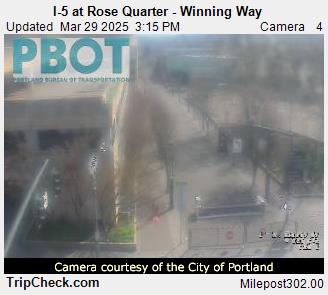 I-5 at Rose Quarter - Winning Way
Updated Mar 29 2025 3:15 PM Camera 4
PBOT
PORTLAND BUREAU OF TRANSPORTATION
Camera courtesy of the City of Portland
TripCheck.com Milepost302.00